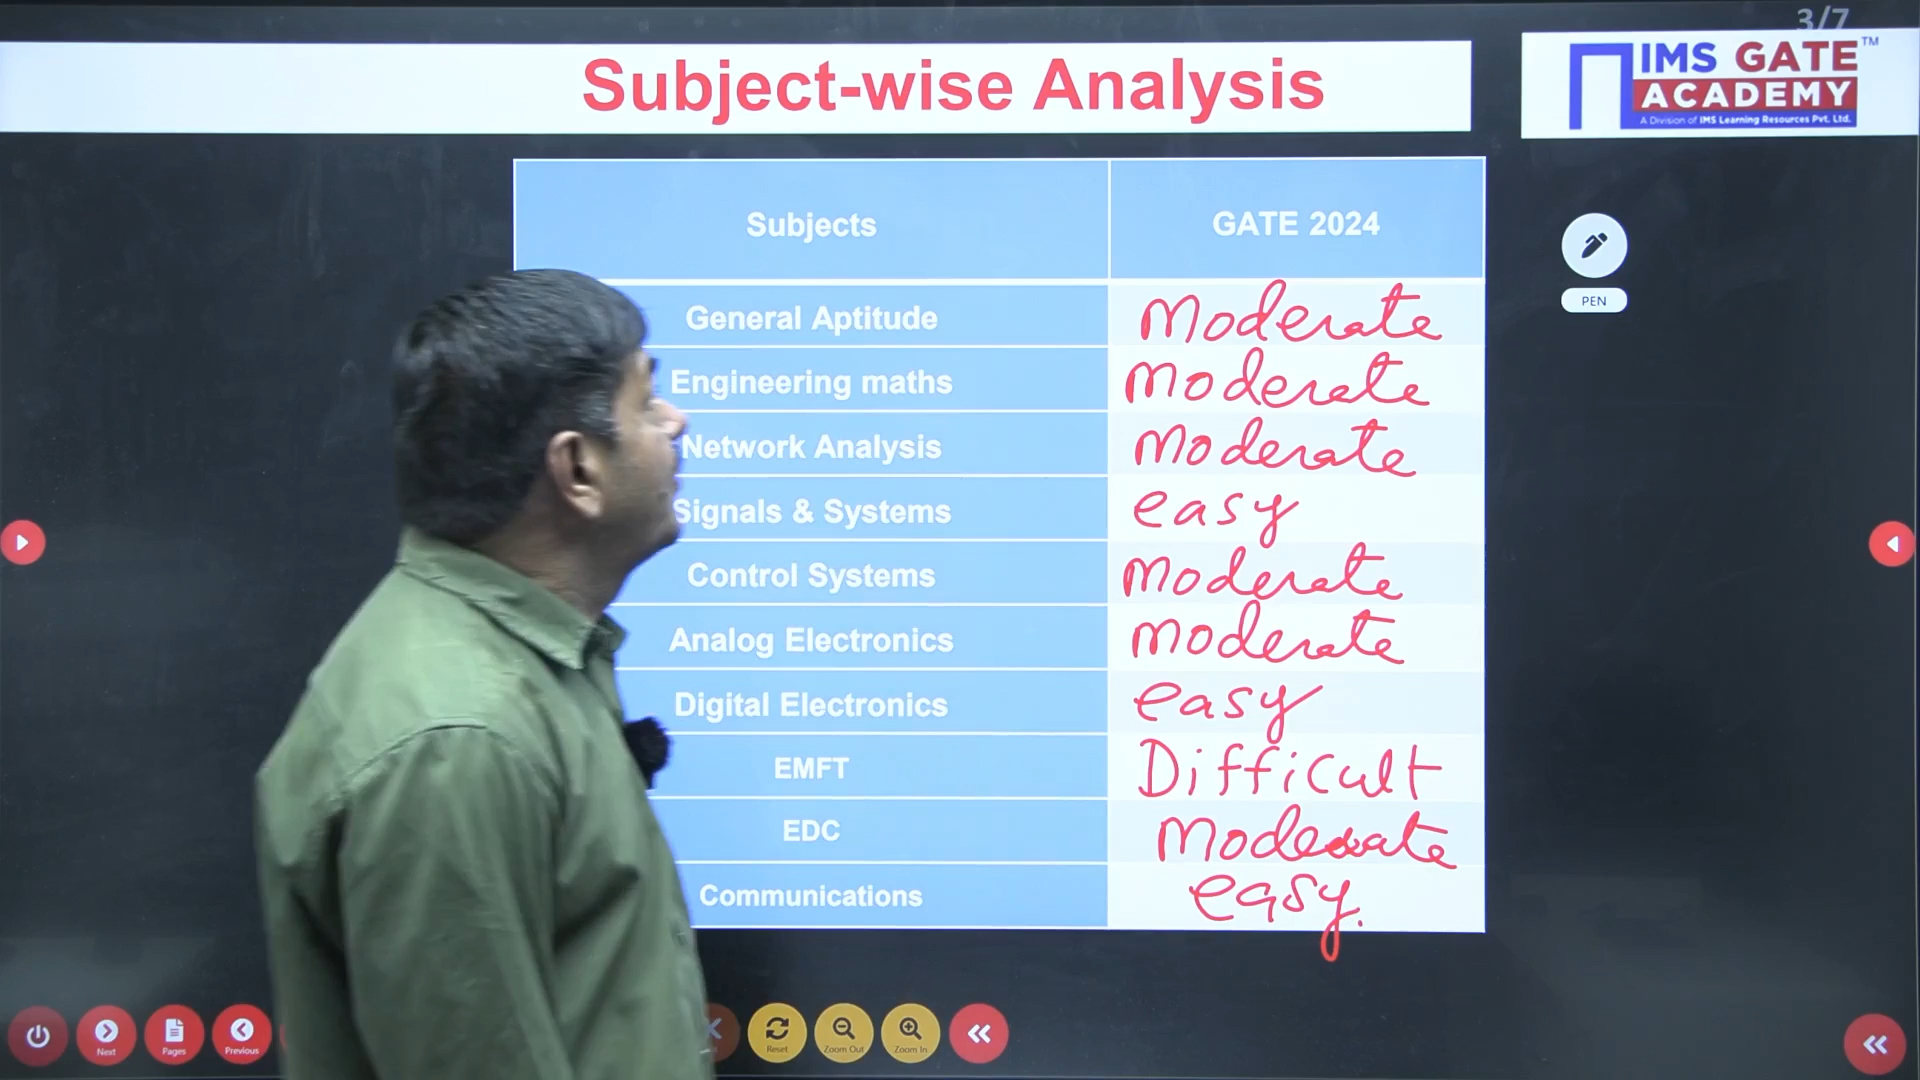 3/7
Subject-wise Analysis
IMS GATE
ACADEMY
TM
A Division of IMS Learning Resources Pvt. Ltd.
Subjects GATE 2024
General Aptitude Moderate
Engineering maths Moderate
Network Analysis Moderate
Signals & Systems easy
Control Systems Moderate
Analog Electronics Moderate
Digital Electronics easy
EMFT Difficult
EDC Moderate
Communications easy.
PEN
Next Pages Previous Reset Zoom Out Zoom In